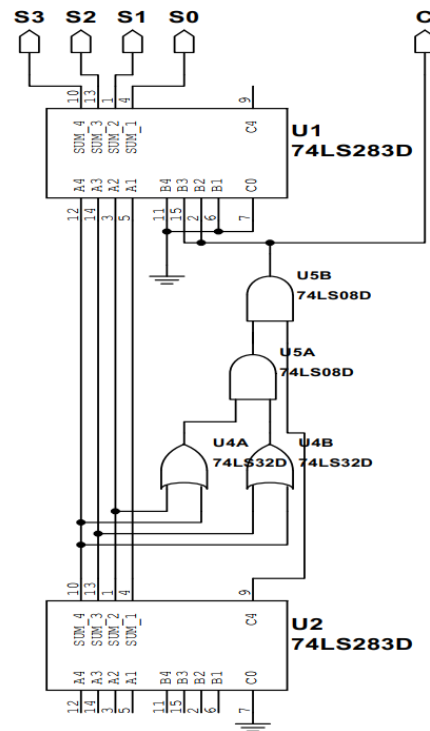 S3 S2 S1 S0 C
10 13 1 4 9
SUM_4 SUM_3 SUM_2 SUM_1 C4
U1
74LS283D
A4 A3 A2 A1 B4 B3 B2 B1 C0
12 14 3 5 11 15 2 6 7
U5B
74LS08D
U5A
74LS08D
U4A U4B
74LS32D 74LS32D
10 13 1 4 9
SUM_4 SUM_3 SUM_2 SUM_1 C4
U2
74LS283D
A4 A3 A2 A1 B4 B3 B2 B1 C0
12 14 3 5 11 15 2 6 7